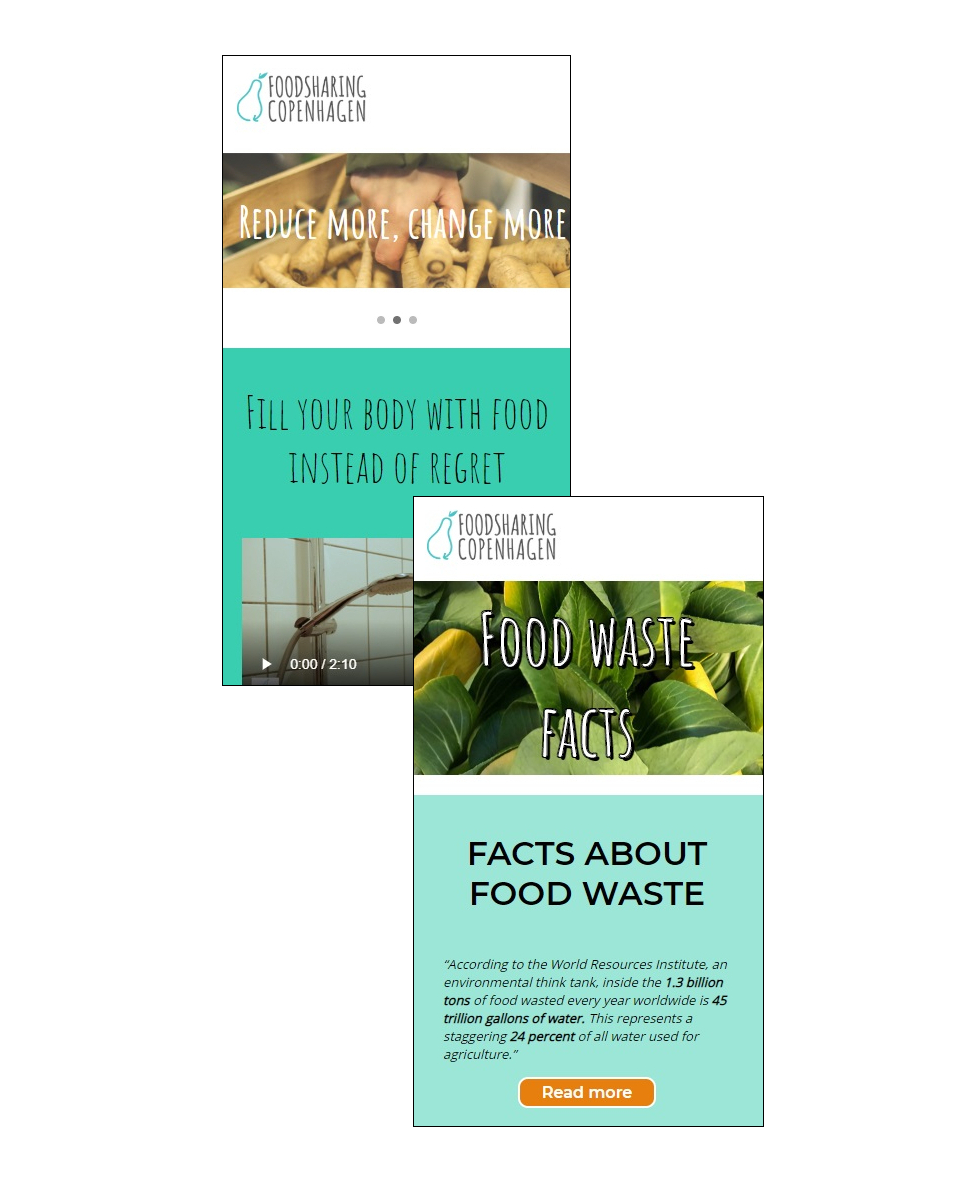 FOODSHARING
COPENHAGEN
Reduce more, change more
Fill your body with food
instead of regret
0:00 / 2:10
FOODSHARING
COPENHAGEN
Food waste
facts
FACTS ABOUT
FOOD WASTE
“According to the World Resources Institute, an
environmental think tank, inside the 1.3 billion
tons of food wasted every year worldwide is 45
trillion gallons of water. This represents a
staggering 24 percent of all water used for
agriculture.”
Read more